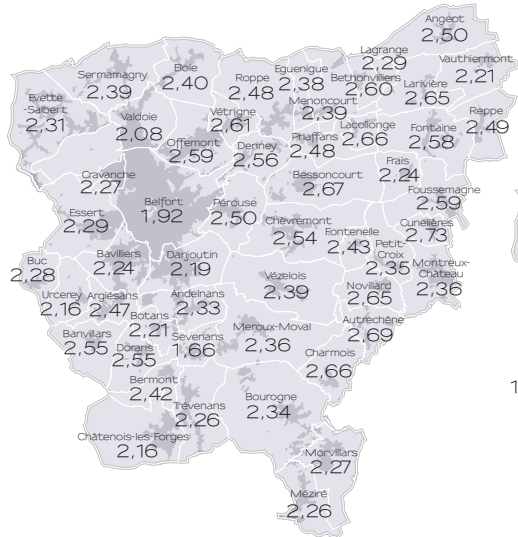 Angeot
2,50
Lagrange
2,29
Vauthiermont
2,21
Eloie
2,40
Sermamagny
2,39
Roppe
2,48
Eguenigue
2,38
Bethonvilliers
2,60
Larivière
2,65
Evette
-Salbert
2,31
Menoncourt
2,39
Reppe
2,49
Valdoie
2,08
Vétrigne
2,61
Lacollonge
2,66
Fontaine
2,58
Offemont
2,59
Denney
2,56
Phaffans
2,48
Frais
2,24
Cravanche
2,27
Bessoncourt
2,67
Foussemagne
2,59
Belfort
1,92
Pérouse
2,50
Essert
2,29
Chèvremont
2,54
Cunelières
2,73
Fontenelle
2,43
Petit-
Croix
2,35
Montreux-
Château
2,36
Bavilliers
2,24
Danjoutin
2,19
Buc
2,28
Vézelois
2,39
Novillard
2,65
Urcerey
2,16
Argiésans
2,47
Andelnans
2,33
Botans
2,21
Autrechêne
2,69
Banvillars
2,55
Dorans
2,55
Sevenans
1,66
Meroux-Moval
2,36
Charmois
2,66
Bermont
2,42
Trévenans
2,26
Bourogne
2,34
1
Châtenois-les-Forges
2,16
Morvillars
2,27
Méziré
2,26